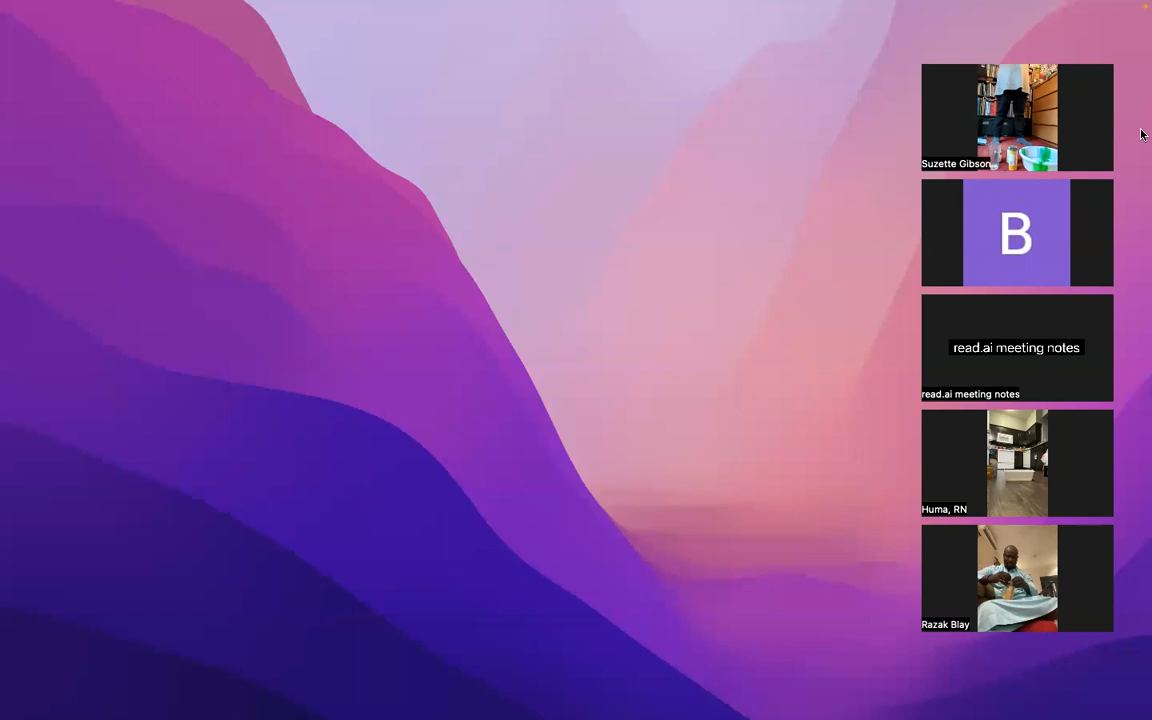 Suzette Gibson
B
read.ai meeting notes
read.ai meeting notes
Huma, RN
Razak Blay